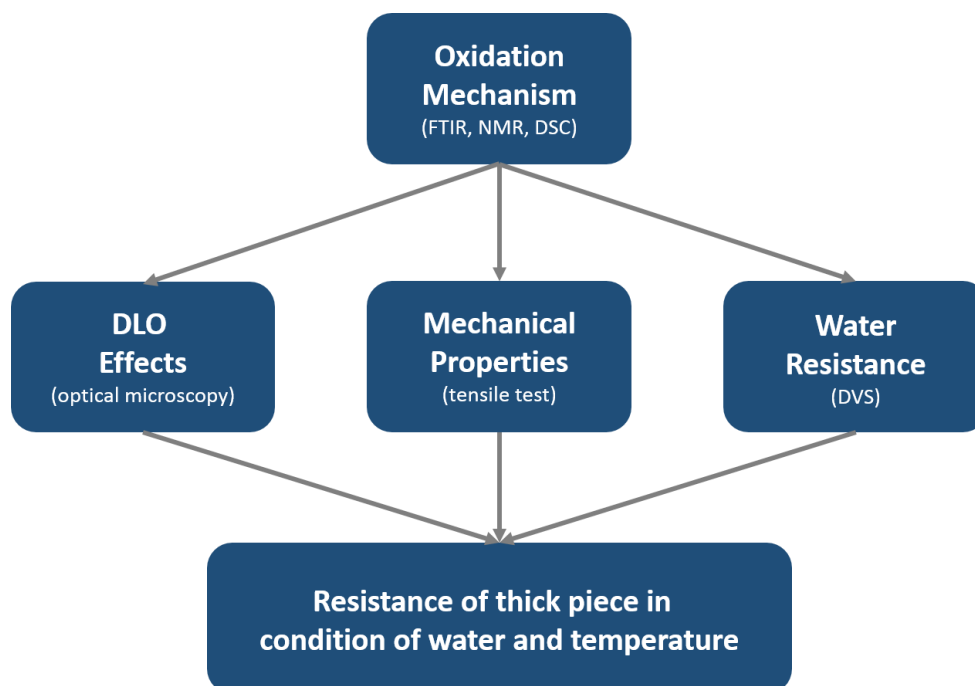 Oxidation
Mechanism
(FTIR, NMR, DSC)
DLO
Effects
(optical microscopy)
Mechanical
Properties
(tensile test)
Water
Resistance
(DVS)
Resistance of thick piece in
condition of water and temperature